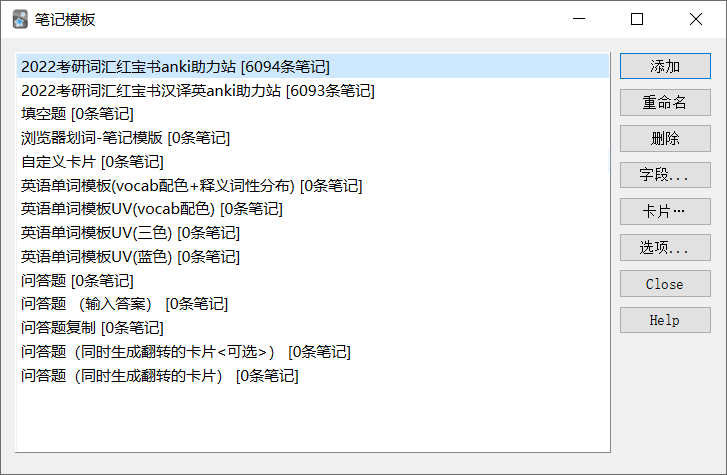 笔记模板
2022考研词汇红宝书anki助力站 [6094条笔记]
2022考研词汇红宝书汉译英anki助力站 [6093条笔记]
填空题 [0条笔记]
浏览器划词-笔记模版 [0条笔记]
自定义卡片 [0条笔记]
英语单词模板(vocab配色+释义词性分布) [0条笔记]
英语单词模板UV(vocab配色) [0条笔记]
英语单词模板UV(三色) [0条笔记]
英语单词模板UV(蓝色) [0条笔记]
问答题 [0条笔记]
问答题 （输入答案） [0条笔记]
问答题复制 [0条笔记]
问答题（同时生成翻转的卡片<可选>） [0条笔记]
问答题（同时生成翻转的卡片） [0条笔记]
添加
重命名
删除
字段...
卡片…
选项...
Close
Help